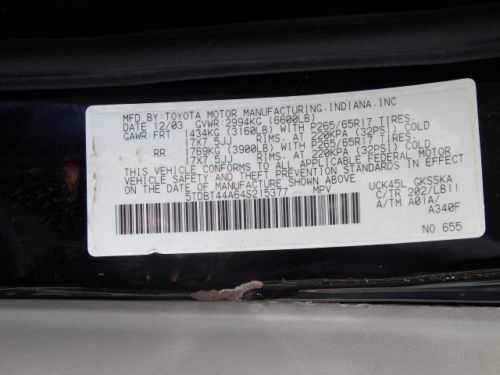 MFD BY: TOYOTA MOTOR MANUFACTURING, INDIANA, INC
DATE 12/03 GVWR 2994KG (6600LB)
GAWR FRT 1434KG (3160LB) WITH P265/65R17 TIRES.
17X7.5JJ RIMS. AT 220KPA (32PSI) COLD
RR 1769KG (3900LB) WITH P265/65R17 TIRES.
17X7.5JJ RIMS. AT 220KPA (32PSI) COLD
THIS VEHICLE CONFORMS TO ALL APPLICABLE FEDERAL MOTOR
VEHICLE SAFETY AND THEFT PREVENTION STANDARDS IN EFFECT
ON THE DATE OF MANUFACTURE SHOWN ABOVE.
5TDBT44A64S215377 MPV
UCK45L GKSSKA
C/TR 202/LB11
A/TM A01A/
A340F
NO 655